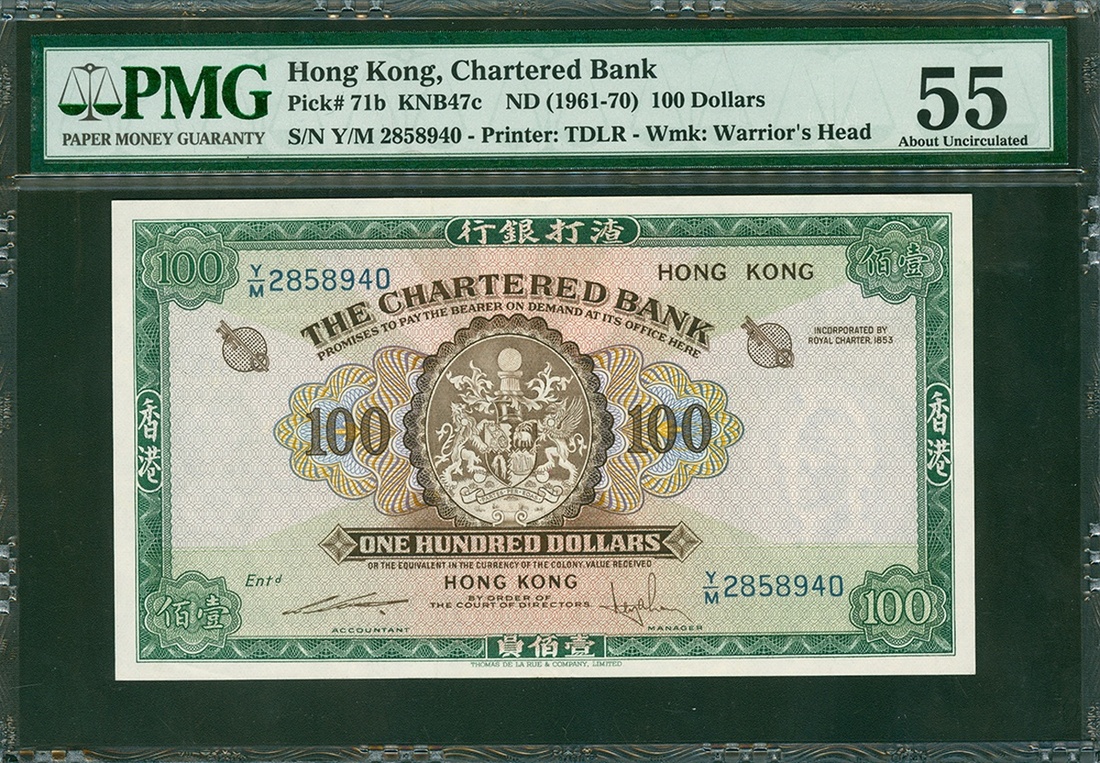 PMG
PAPER MONEY GUARANTY
Hong Kong, Chartered Bank
Pick# 71b KNB47c ND (1961-70) 100 Dollars
S/N Y/M 2858940 - Printer: TDLR - Wmk: Warrior's Head
55
About Uncirculated
行銀打渣
100
Y/M 2858940
HONG KONG
佰壹
THE CHARTERED BANK
PROMISES TO PAY THE BEARER ON DEMAND AT ITS OFFICE HERE
INCORPORATED BY
ROYAL CHARTER, 1853
香港
100
100
香港
ONE HUNDRED DOLLARS
OR THE EQUIVALENT IN THE CURRENCY OF THE COLONY, VALUE RECEIVED
Entd
HONG KONG
Y/M 2858940
BY ORDER OF
THE COURT OF DIRECTORS
佰壹
100
ACCOUNTANT
MANAGER
員佰壹
THOMAS DE LA RUE & COMPANY, LIMITED